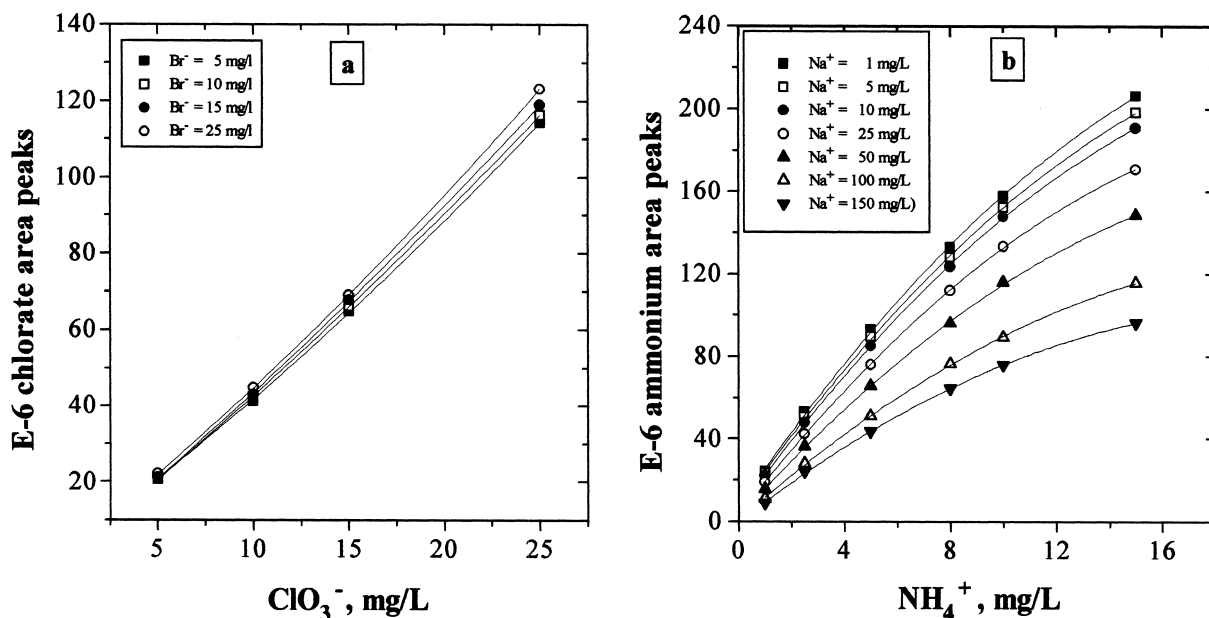 a
Br⁻ = 5 mg/l
Br⁻ = 10 mg/l
Br⁻ = 15 mg/l
Br⁻ = 25 mg/l
140
120
100
80
60
40
20
E-6 chlorate area peaks
5 10 15 20 25
ClO₃⁻, mg/L
b
Na⁺ = 1 mg/L
Na⁺ = 5 mg/L
Na⁺ = 10 mg/L
Na⁺ = 25 mg/L
Na⁺ = 50 mg/L
Na⁺ = 100 mg/L
Na⁺ = 150 mg/L)
240
200
160
120
80
40
0
E-6 ammonium area peaks
0 4 8 12 16
NH₄⁺, mg/L